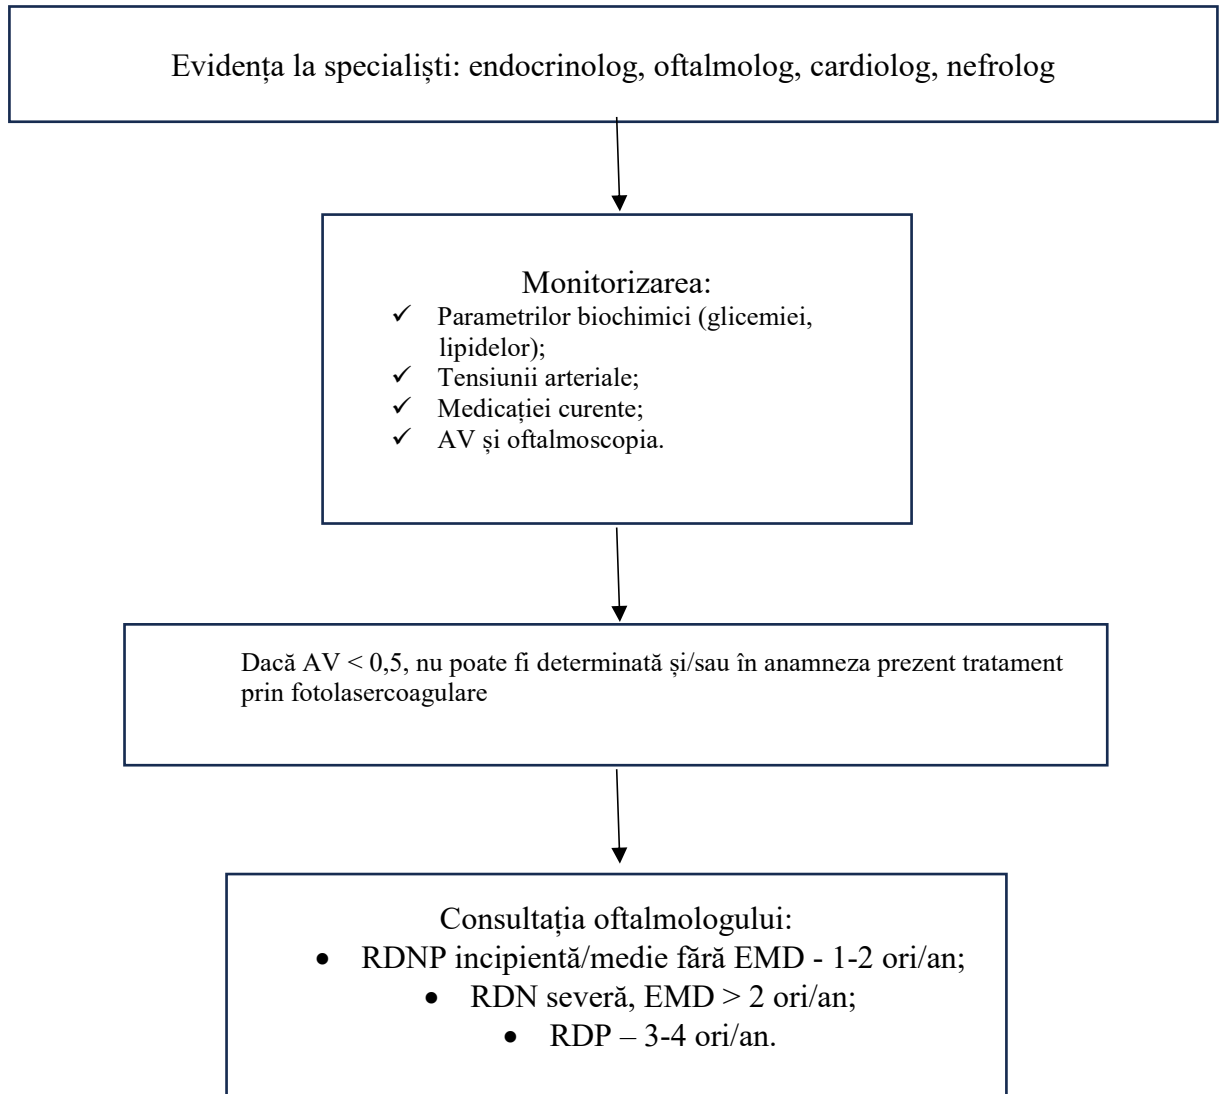 Evidența la specialiști: endocrinolog, oftalmolog, cardiolog, nefrolog
Monitorizarea:
✓ Parametrilor biochimici (glicemiei,
lipidelor);
✓ Tensiunii arteriale;
✓ Medicației curente;
✓ AV și oftalmoscopia.
Dacă AV < 0,5, nu poate fi determinată și/sau în anamneza prezent tratament
prin fotolasercoagulare
Consultația oftalmologului:
• RDNP incipientă/medie fără EMD - 1-2 ori/an;
• RDN severă, EMD > 2 ori/an;
• RDP – 3-4 ori/an.